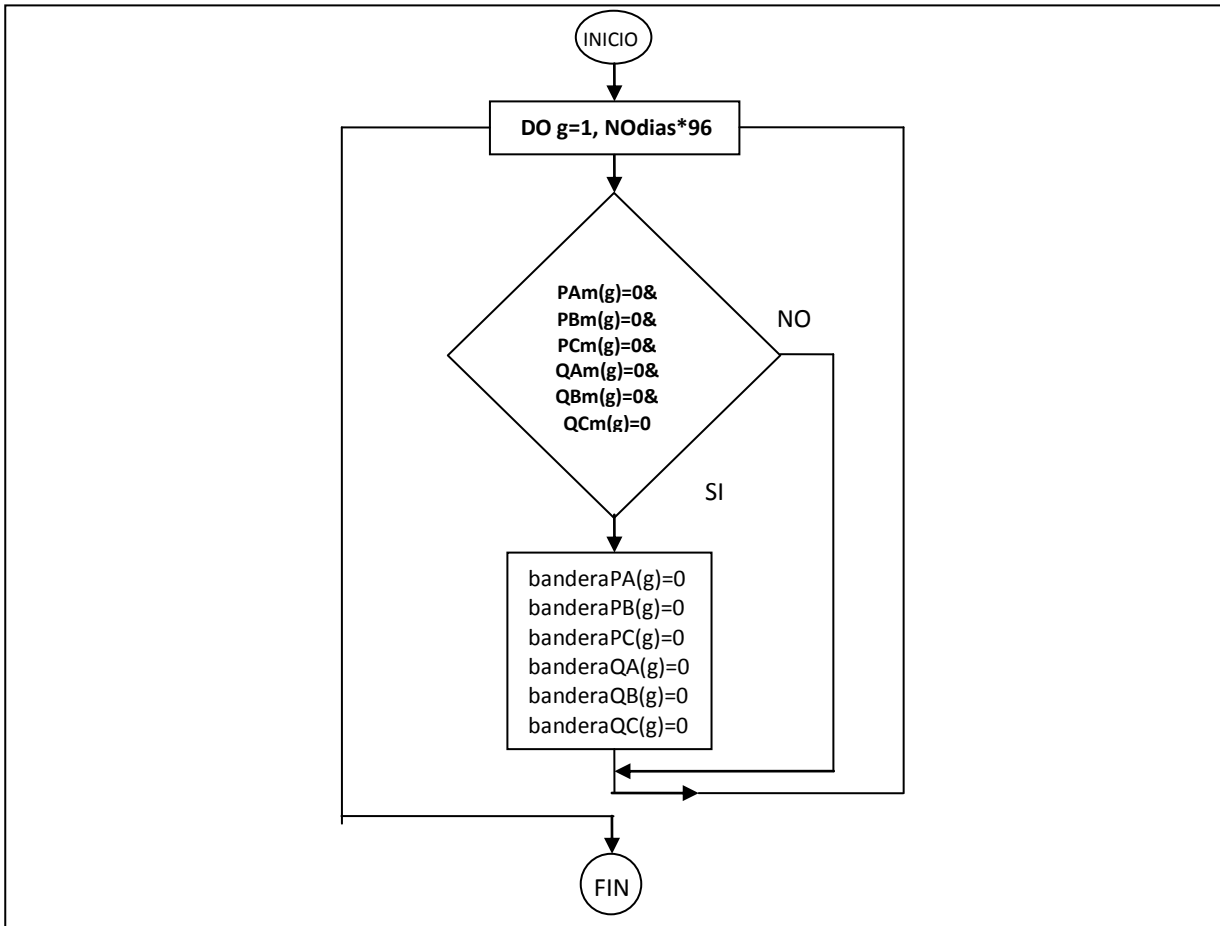 INICIO
DO g=1, NOdias*96
PAm(g)=0&
PBm(g)=0&
PCm(g)=0&
QAm(g)=0&
QBm(g)=0&
QCm(g)=0
NO
SI
banderaPA(g)=0
banderaPB(g)=0
banderaPC(g)=0
banderaQA(g)=0
banderaQB(g)=0
banderaQC(g)=0
FIN